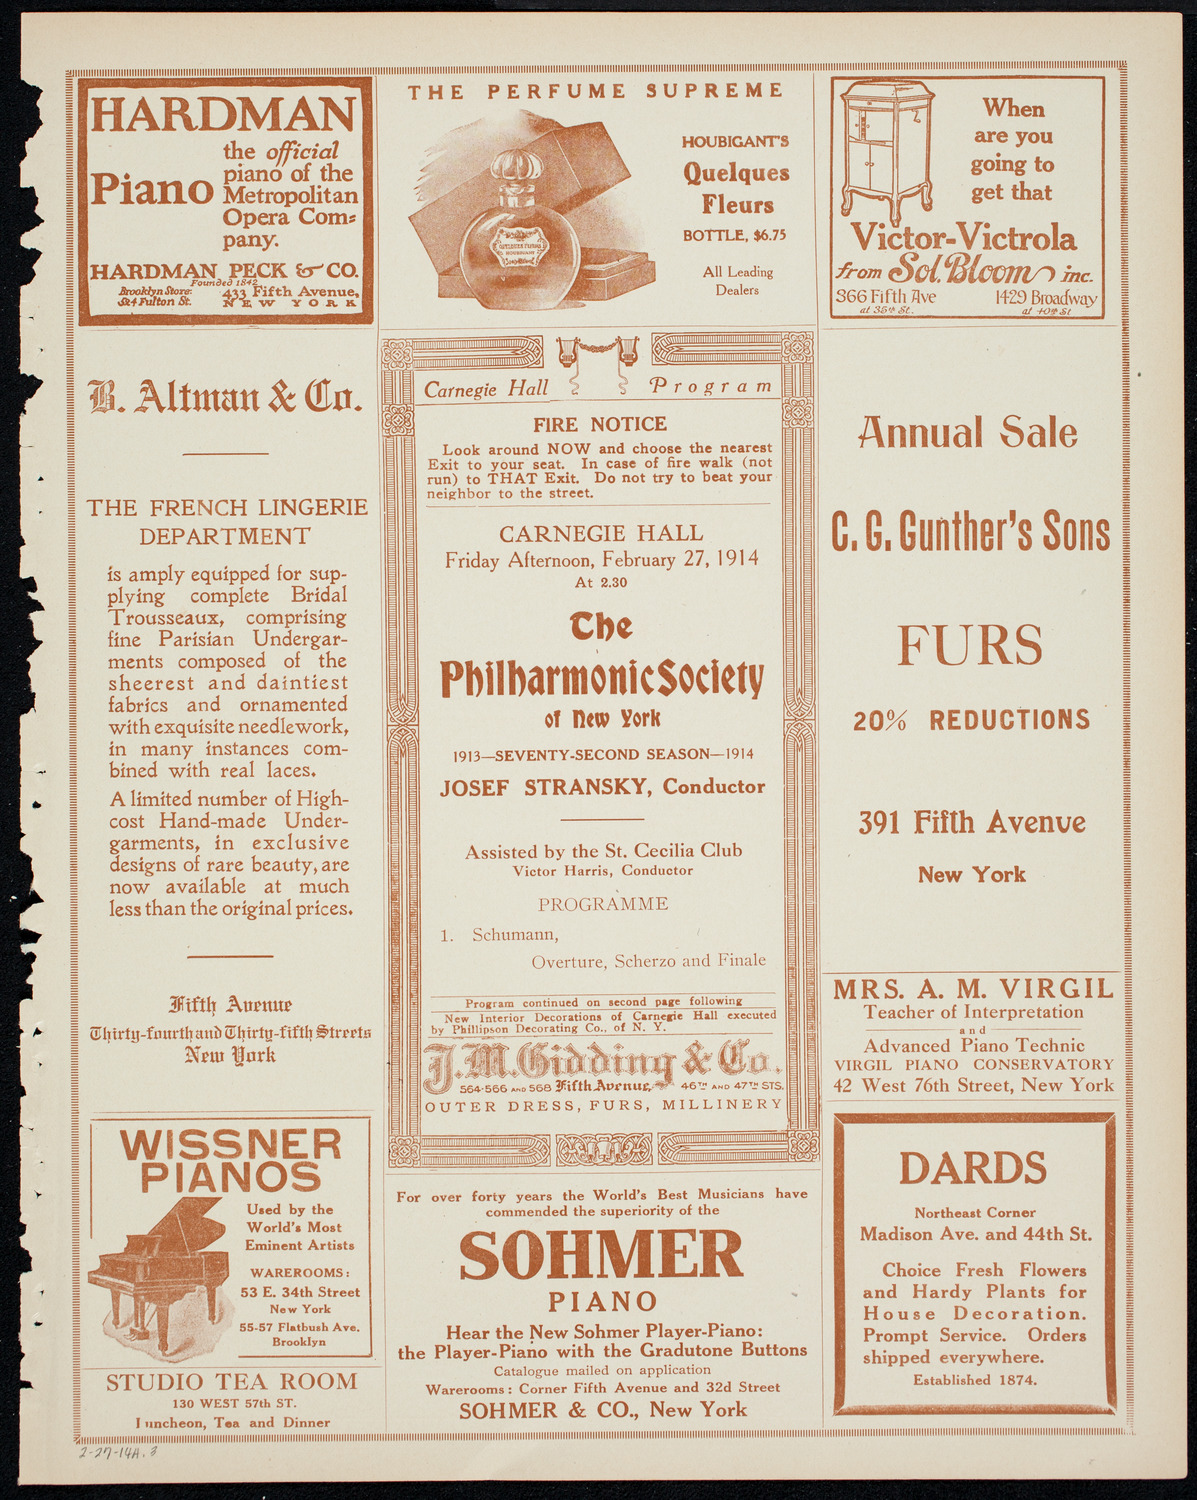 HARDMAN
Piano
the official
piano of the
Metropolitan
Opera Com=
pany.
HARDMAN, PECK & CO.
Founded 1842
Brooklyn Store:
524 Fulton St.
433 Fifth Avenue,
NEW YORK
THE PERFUME SUPREME
QUELQUES FLEURS
HOUBIGANT
HOUBIGANT'S
Quelques
Fleurs
BOTTLE, $6.75
All Leading
Dealers
When
are you
going to
get that
Victor-Victrola
from Sol. Bloom inc.
366 Fifth Ave
at 35th St.
1429 Broadway
at 40th St
B. Altman & Co.
THE FRENCH LINGERIE
DEPARTMENT
is amply equipped for sup-
plying complete Bridal
Trousseaux, comprising
fine Parisian Undergar-
ments composed of the
sheerest and daintiest
fabrics and ornamented
with exquisite needlework,
in many instances com-
bined with real laces.
A limited number of High-
cost Hand-made Under-
garments, in exclusive
designs of rare beauty, are
now available at much
less than the original prices.
Fifth Avenue
Thirty-fourth and Thirty-fifth Streets
New York
WISSNER
PIANOS
Used by the
World's Most
Eminent Artists
WAREROOMS:
53 E. 34th Street
New York
55-57 Flatbush Ave.
Brooklyn
STUDIO TEA ROOM
130 WEST 57th ST.
Luncheon, Tea and Dinner
Carnegie Hall Program
FIRE NOTICE
Look around NOW and choose the nearest
Exit to your seat. In case of fire walk (not
run) to THAT Exit. Do not try to beat your
neighbor to the street.
CARNEGIE HALL
Friday Afternoon, February 27, 1914
At 2.30
The
Philharmonic Society
of New York
1913—SEVENTY-SECOND SEASON—1914
JOSEF STRANSKY, Conductor
Assisted by the St. Cecilia Club
Victor Harris, Conductor
PROGRAMME
1. Schumann,
Overture, Scherzo and Finale
Program continued on second page following
New Interior Decorations of Carnegie Hall executed
by Phillipson Decorating Co., of N. Y.
J. M. Gidding & Co.
564-566 AND 568 Fifth Avenue, 46TH AND 47TH STS.
OUTER DRESS, FURS, MILLINERY
For over forty years the World's Best Musicians have
commended the superiority of the
SOHMER
PIANO
Hear the New Sohmer Player-Piano:
the Player-Piano with the Gradutone Buttons
Catalogue mailed on application
Warerooms: Corner Fifth Avenue and 32d Street
SOHMER & CO., New York
Annual Sale
C. G. Gunther's Sons
FURS
20% REDUCTIONS
391 Fifth Avenue
New York
MRS. A. M. VIRGIL
Teacher of Interpretation
and
Advanced Piano Technic
VIRGIL PIANO CONSERVATORY
42 West 76th Street, New York
DARDS
Northeast Corner
Madison Ave. and 44th St.
Choice Fresh Flowers
and Hardy Plants for
House Decoration.
Prompt Service. Orders
shipped everywhere.
Established 1874.
2-27-14A. 3